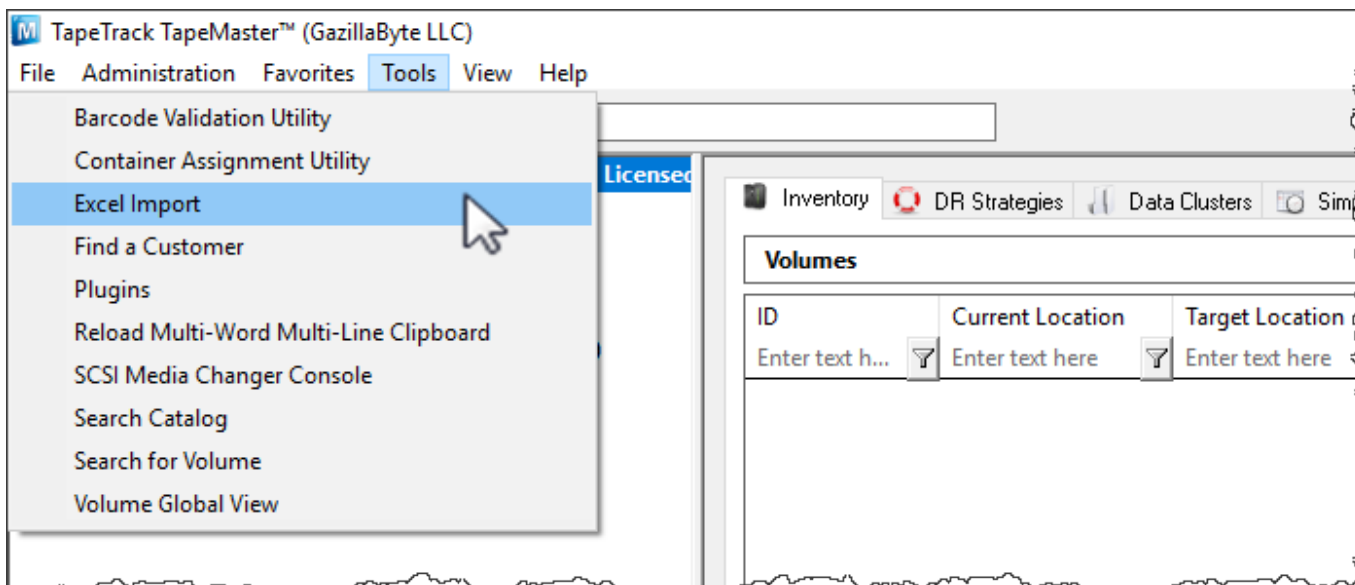 TapeTrack TapeMaster™ (GazillaByte LLC)
File Administration Favorites Tools View Help
Barcode Validation Utility
Container Assignment Utility
Excel Import
Find a Customer
Plugins
Reload Multi-Word Multi-Line Clipboard
SCSI Media Changer Console
Search Catalog
Search for Volume
Volume Global View
Licensed
Inventory DR Strategies Data Clusters
Volumes
ID Current Location Target Location
Enter text h... Enter text here Enter text here